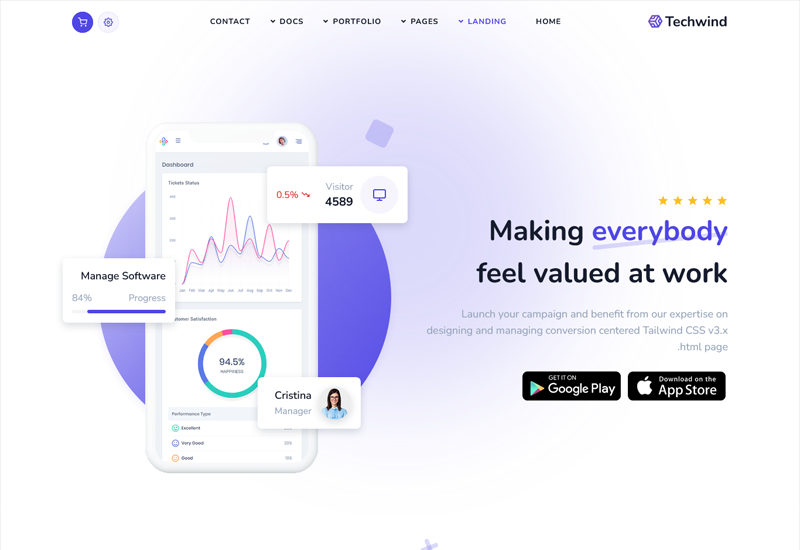 Techwind
HOME
LANDING
PAGES
PORTFOLIO
DOCS
CONTACT
Making everybody
feel valued at work
Launch your campaign and benefit from our expertise on
designing and managing conversion centered Tailwind CSS v3.x
.html page
GET IT ON
Google Play
Download on the
App Store
Dashboard
Tickets Status
Visitor
4589
0.5%
Manage Software
Progress
84%
Jan Feb Mar Apr May Jun Jul Aug Sep Oct Nov Dec
Customer Satisfaction
94.5%
HAPPINESS
Cristina
Manager
Performance Type
Excellent
Very Good
Good